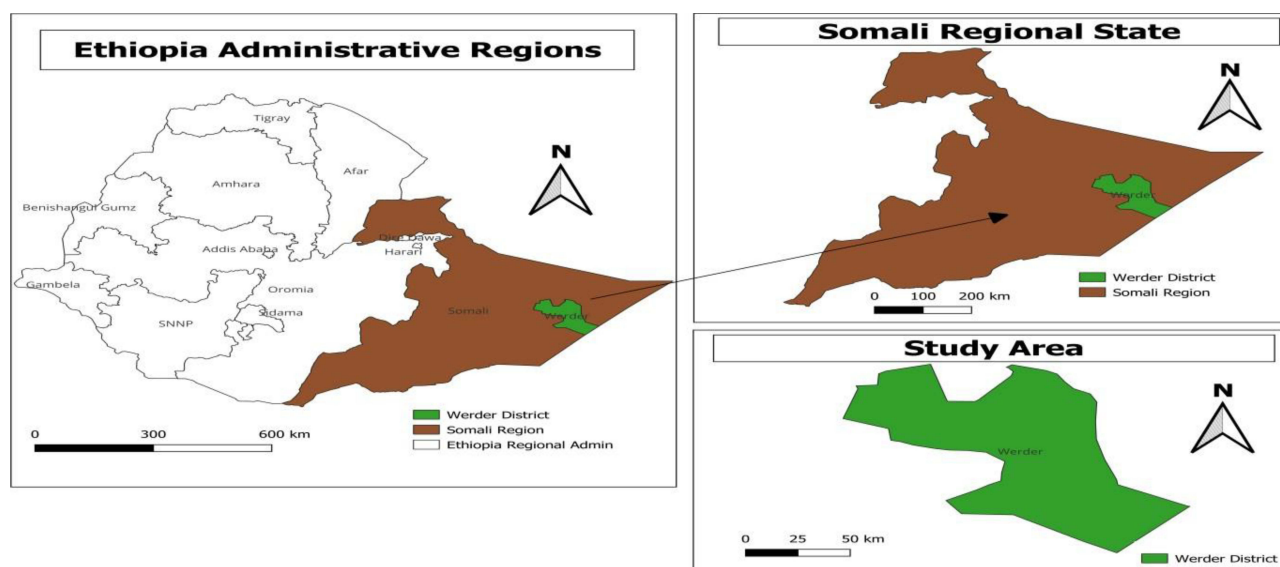 Ethiopia Administrative Regions
N
Tigray
Afar
Amhara
Benishangul Gumz
Dire Dawa
Addis Ababa
Harari
Gambela
Oromia
Sidama
SNNP
Somali
Werder
Werder District
Somali Region
Ethiopia Regional Admin
0 300 600 km
Somali Regional State
N
Werder
Werder District
Somali Region
0 100 200 km
Study Area
N
Werder
0 25 50 km
Werder District